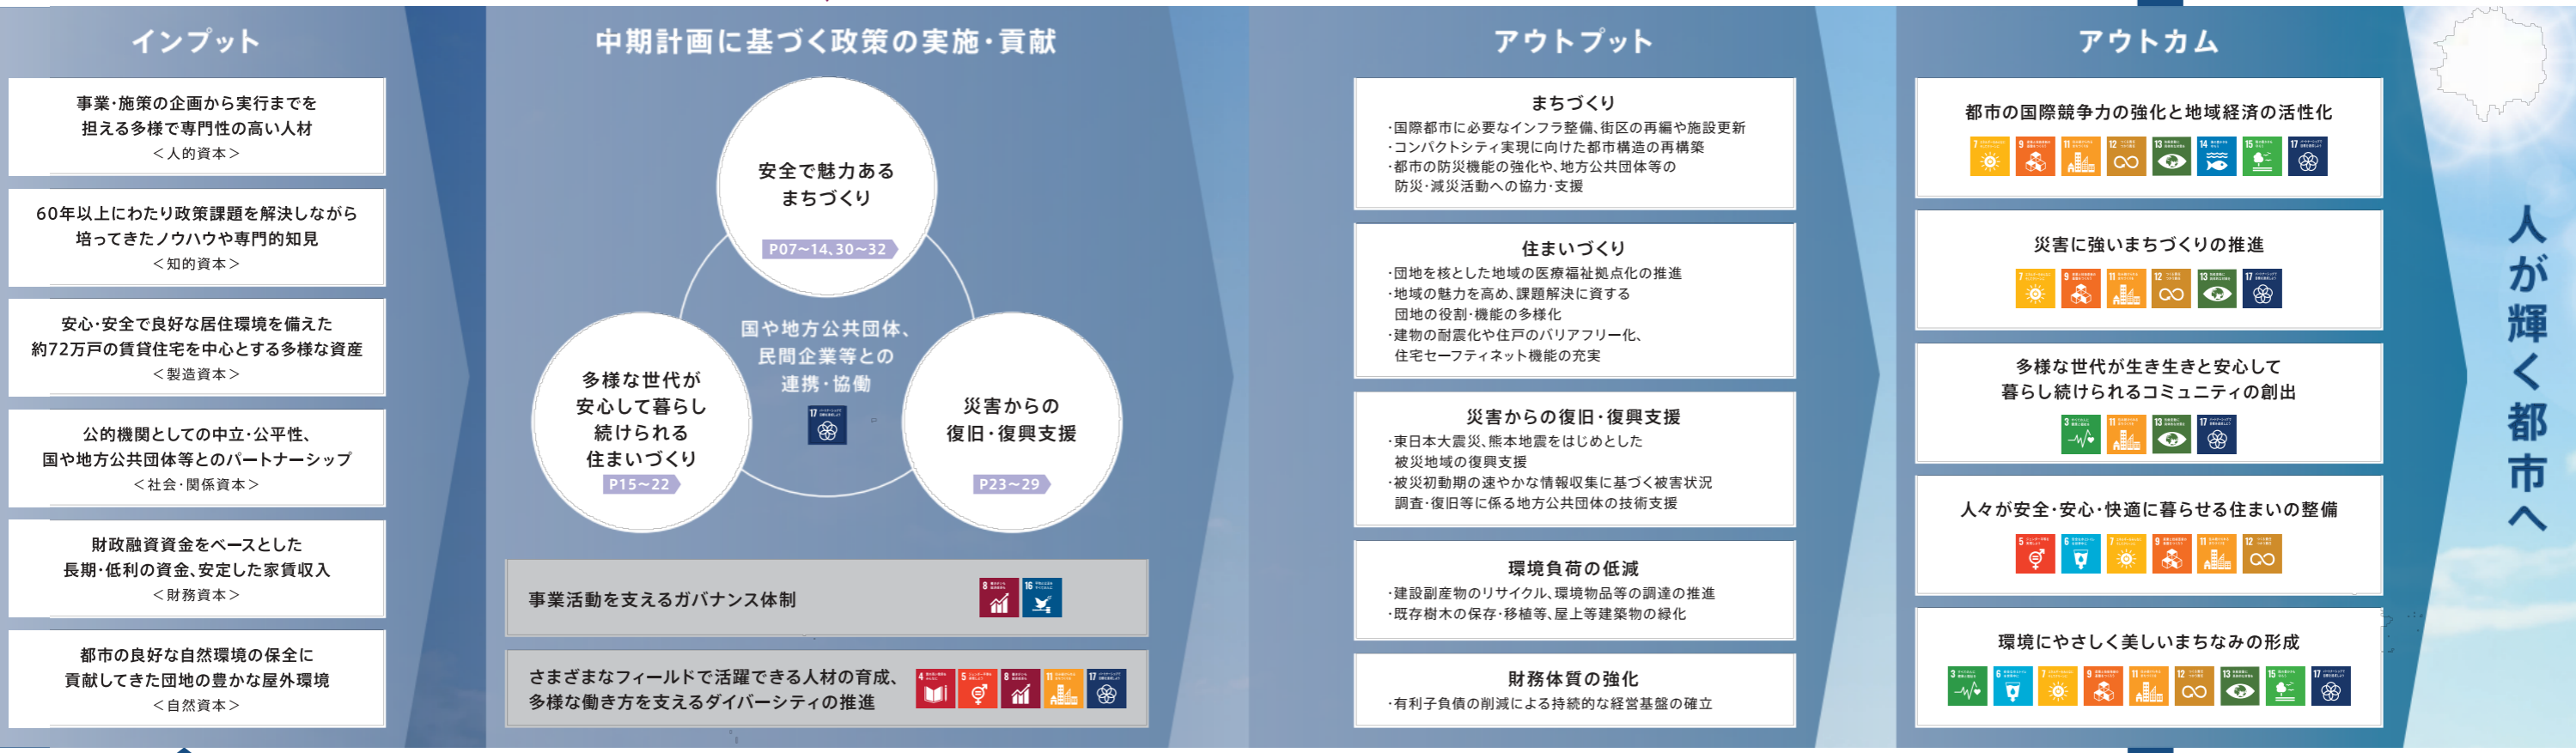 インプット
事業・施策の企画から実行までを
担える多様で専門性の高い人材
＜人的資本＞
60年以上にわたり政策課題を解決しながら
培ってきたノウハウや専門的知見
＜知的資本＞
安心・安全で良好な居住環境を備えた
約72万戸の賃貸住宅を中心とする多様な資産
＜製造資本＞
公的機関としての中立・公平性、
国や地方公共団体等とのパートナーシップ
＜社会・関係資本＞
財政融資資金をベースとした
長期・低利の資金、安定した家賃収入
＜財務資本＞
都市の良好な自然環境の保全に
貢献してきた団地の豊かな屋外環境
＜自然資本＞
中期計画に基づく政策の実施・貢献
安全で魅力ある
まちづくり
P07～14、30～32
国や地方公共団体、
民間企業等との
連携・協働
17
多様な世代が
安心して暮らし
続けられる
住まいづくり
P15～22
災害からの
復旧・復興支援
P23～29
事業活動を支えるガバナンス体制
8 16
さまざまなフィールドで活躍できる人材の育成、
多様な働き方を支えるダイバーシティの推進
4 5 8 11 17
アウトプット
まちづくり
・国際都市に必要なインフラ整備、街区の再編や施設更新
・コンパクトシティ実現に向けた都市構造の再構築
・都市の防災機能の強化や、地方公共団体等の
防災・減災活動への協力・支援
住まいづくり
・団地を核とした地域の医療福祉拠点化の推進
・地域の魅力を高め、課題解決に資する
団地の役割・機能の多様化
・建物の耐震化や住戸のバリアフリー化、
住宅セーフティネット機能の充実
災害からの復旧・復興支援
・東日本大震災、熊本地震をはじめとした
被災地域の復興支援
・被災初動期の速やかな情報収集に基づく被害状況
調査・復旧等に係る地方公共団体の技術支援
環境負荷の低減
・建設副産物のリサイクル、環境物品等の調達の推進
・既存樹木の保存・移植等、屋上等建築物の緑化
財務体質の強化
・有利子負債の削減による持続的な経営基盤の確立
アウトカム
都市の国際競争力の強化と地域経済の活性化
7 9 11 12 13 14 15 17
災害に強いまちづくりの推進
7 9 11 12 13 17
多様な世代が生き生きと安心して
暮らし続けられるコミュニティの創出
3 11 13 17
人々が安全・安心・快適に暮らせる住まいの整備
5 6 7 9 11 12
環境にやさしく美しいまちなみの形成
3 6 7 9 11 12 13 15 17
人が輝く都市へ